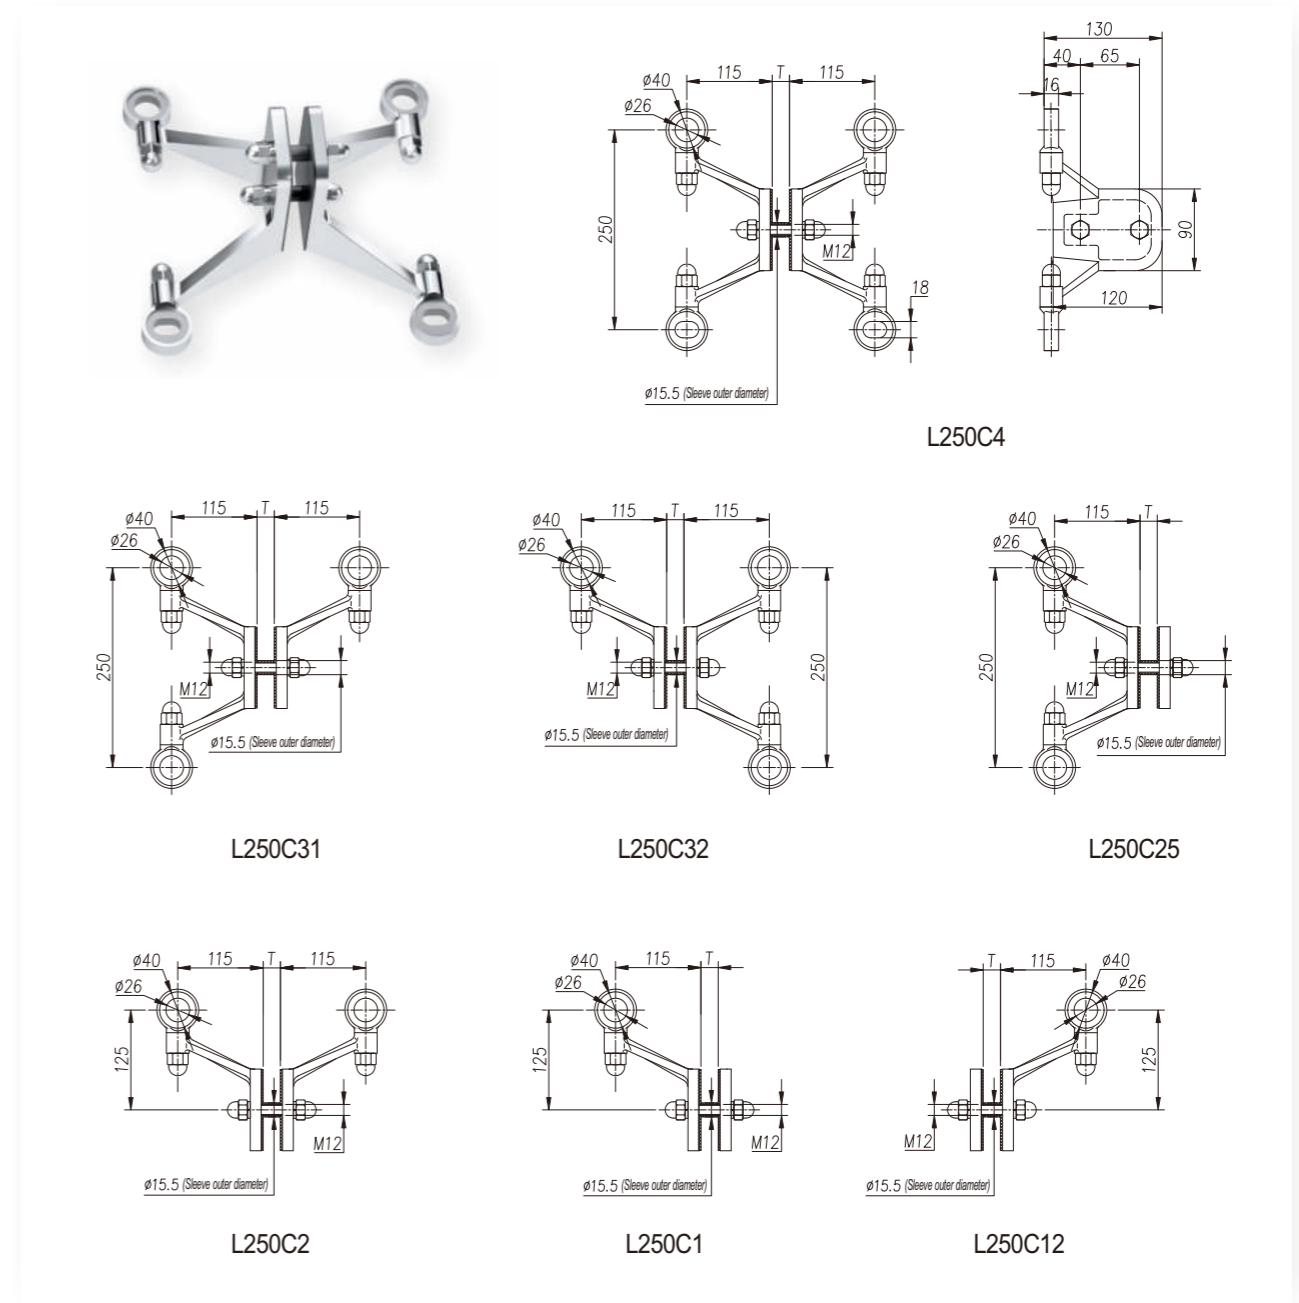 130
40
65
16
90
120
115
T
115
ø40
ø26
250
M12
18
ø15.5 (Sleeve outer diameter)
L250C4
115
T
115
ø40
ø26
250
M12
ø15.5 (Sleeve outer diameter)
L250C31
115
T
115
ø40
ø26
250
M12
ø15.5 (Sleeve outer diameter)
L250C32
115
T
ø40
ø26
250
M12
ø15.5 (Sleeve outer diameter)
L250C25
115
T
115
ø40
ø26
125
M12
ø15.5 (Sleeve outer diameter)
L250C2
115
T
ø40
ø26
125
M12
ø15.5 (Sleeve outer diameter)
L250C1
T
115
ø40
ø26
125
M12
ø15.5 (Sleeve outer diameter)
L250C12